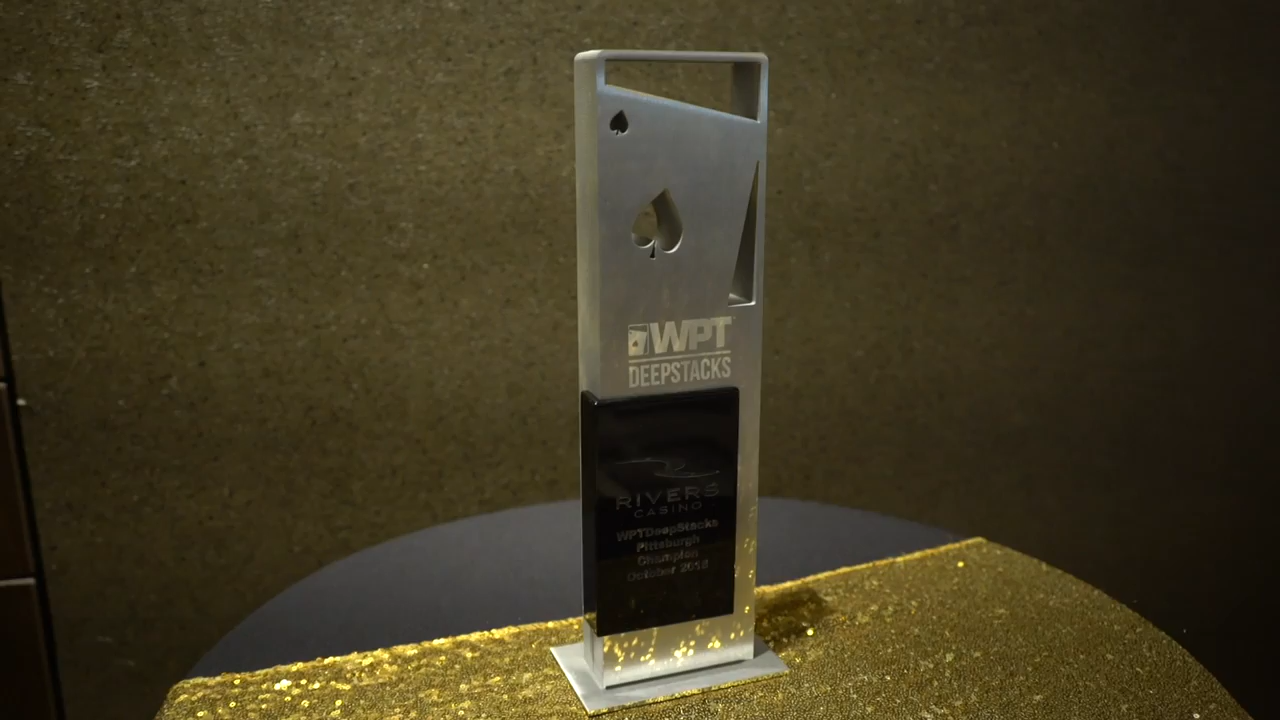 WPT
DEEPSTACKS
RIVERS
CASINO
WPTDeepStacks
Pittsburgh
Champion
October